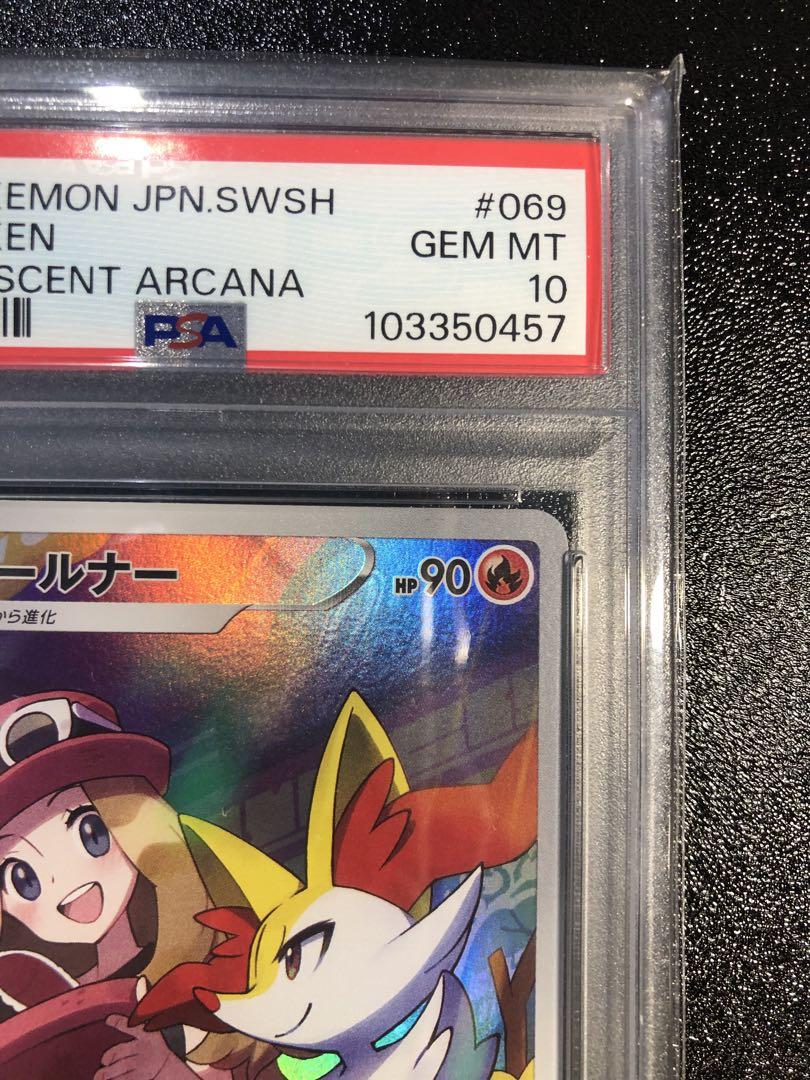 EMON JPN.SWSH #069
EN GEM MT
SCENT ARCANA 10
PSA 103350457
ールナー HP90
から進化